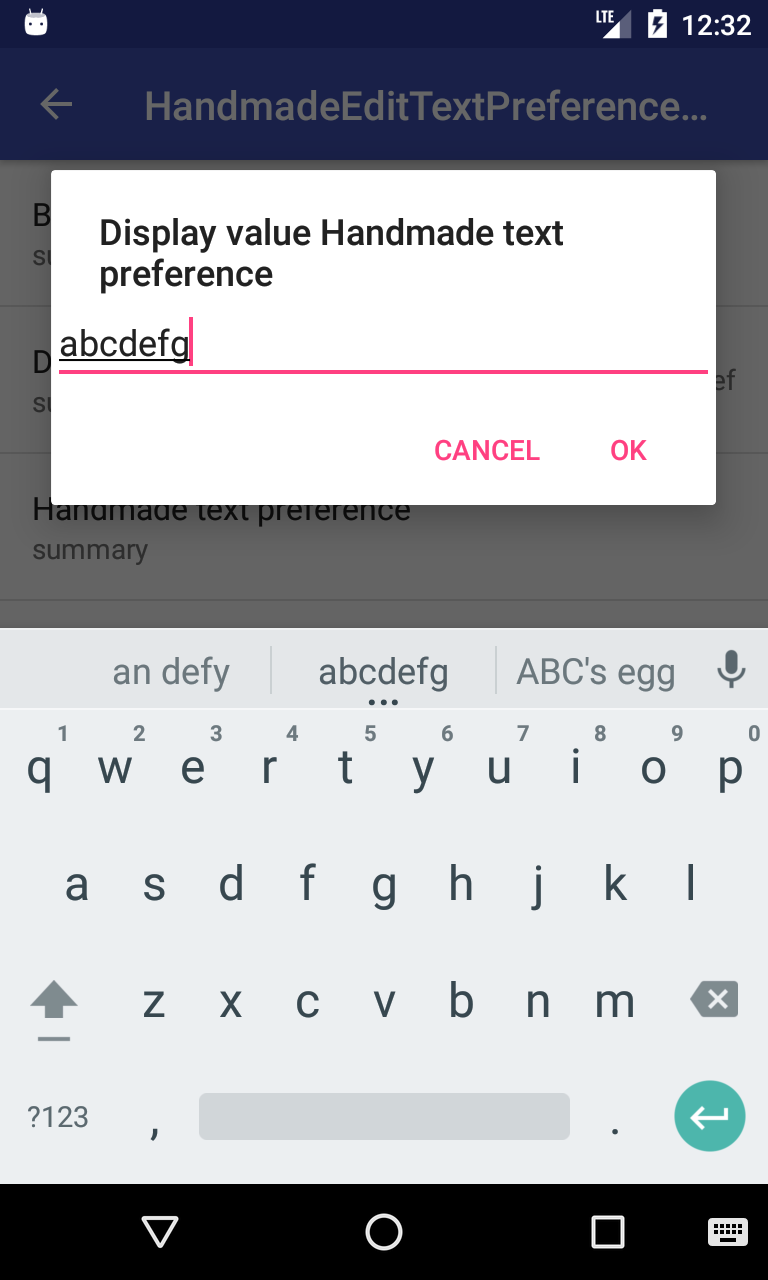 LTE 12:32
HandmadeEditTextPreference…
B
su
Display value Handmade text
preference
abcdefg
D
su
ef
CANCEL OK
Handmade text preference
summary
an defy abcdefg ABC's egg
1 2 3 4 5 6 7 8 9 0
q w e r t y u i o p
a s d f g h j k l
z x c v b n m
?123 , .